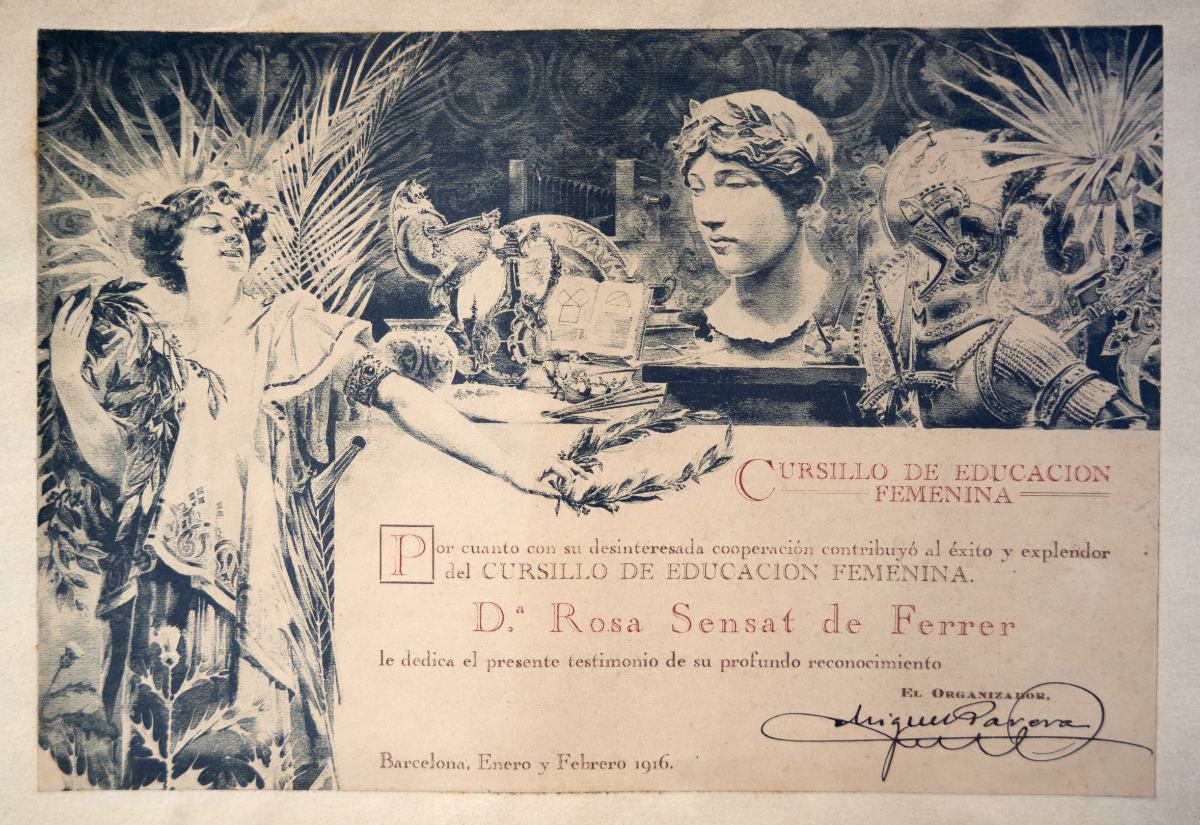 CURSILLO DE EDUCACION
FEMENINA
Por cuanto con su desinteresada cooperación contribuyó al éxito y explendor
del CURSILLO DE EDUCACION FEMENINA.
D.ª Rosa Sensat de Ferrer
le dedica el presente testimonio de su profundo reconocimiento
EL ORGANIZADOR,
Miguel Parera
Barcelona, Enero y Febrero 1916.